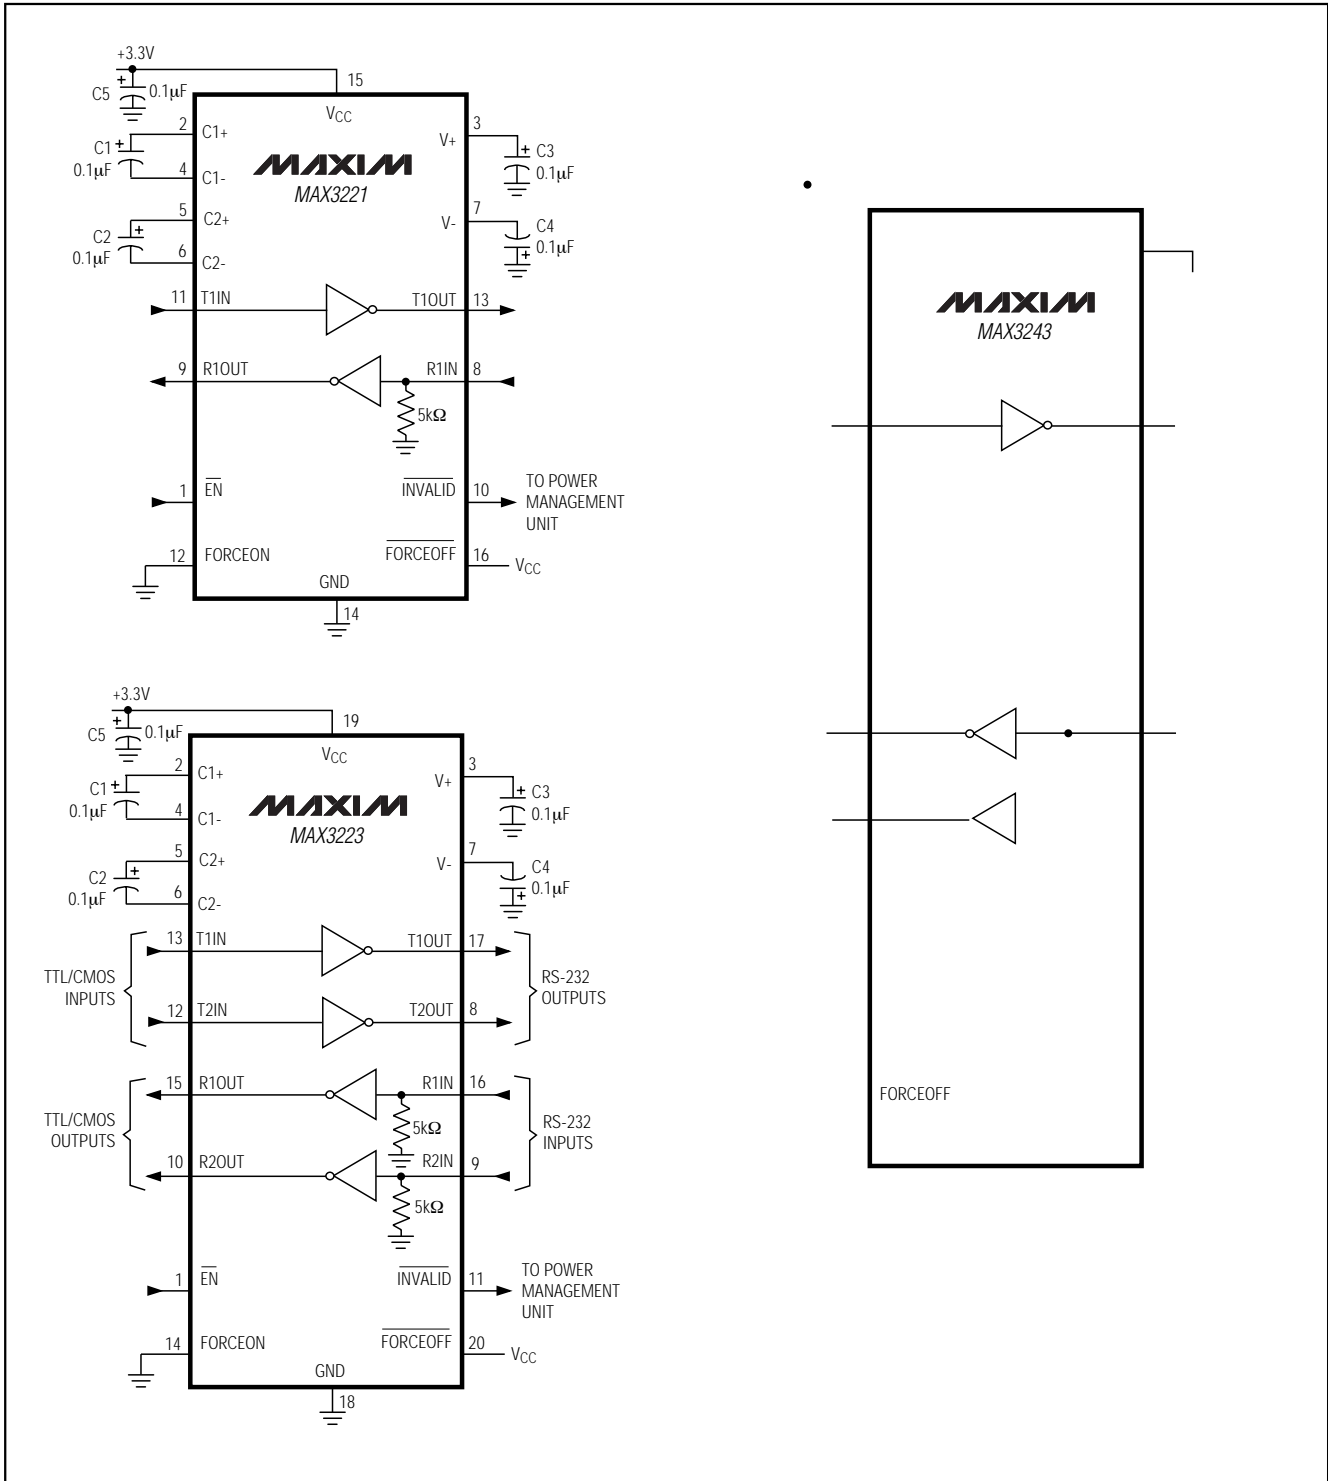 +3.3V
C5
+
0.1µF
15
VCC
2
C1+
C1
+
0.1µF
4
C1-
MAXIM
MAX3221
3
V+
+
C3
0.1µF
5
C2+
C2
+
0.1µF
6
C2-
7
V-
C4
0.1µF
+
11
T1IN
T1OUT
13
9
R1OUT
R1IN
8
5kΩ
1
EN
INVALID
10
TO POWER
MANAGEMENT
UNIT
12
FORCEON
FORCEOFF
16
VCC
GND
14
+3.3V
C5
+
0.1µF
19
VCC
2
C1+
C1
+
0.1µF
4
C1-
MAXIM
MAX3223
3
V+
+
C3
0.1µF
5
C2+
C2
+
0.1µF
6
C2-
7
V-
C4
0.1µF
+
TTL/CMOS
INPUTS
13
T1IN
T1OUT
17
12
T2IN
T2OUT
8
RS-232
OUTPUTS
TTL/CMOS
OUTPUTS
15
R1OUT
R1IN
16
5kΩ
10
R2OUT
R2IN
9
5kΩ
RS-232
INPUTS
1
EN
INVALID
11
TO POWER
MANAGEMENT
UNIT
14
FORCEON
FORCEOFF
20
VCC
GND
18
MAXIM
MAX3243
FORCEOFF